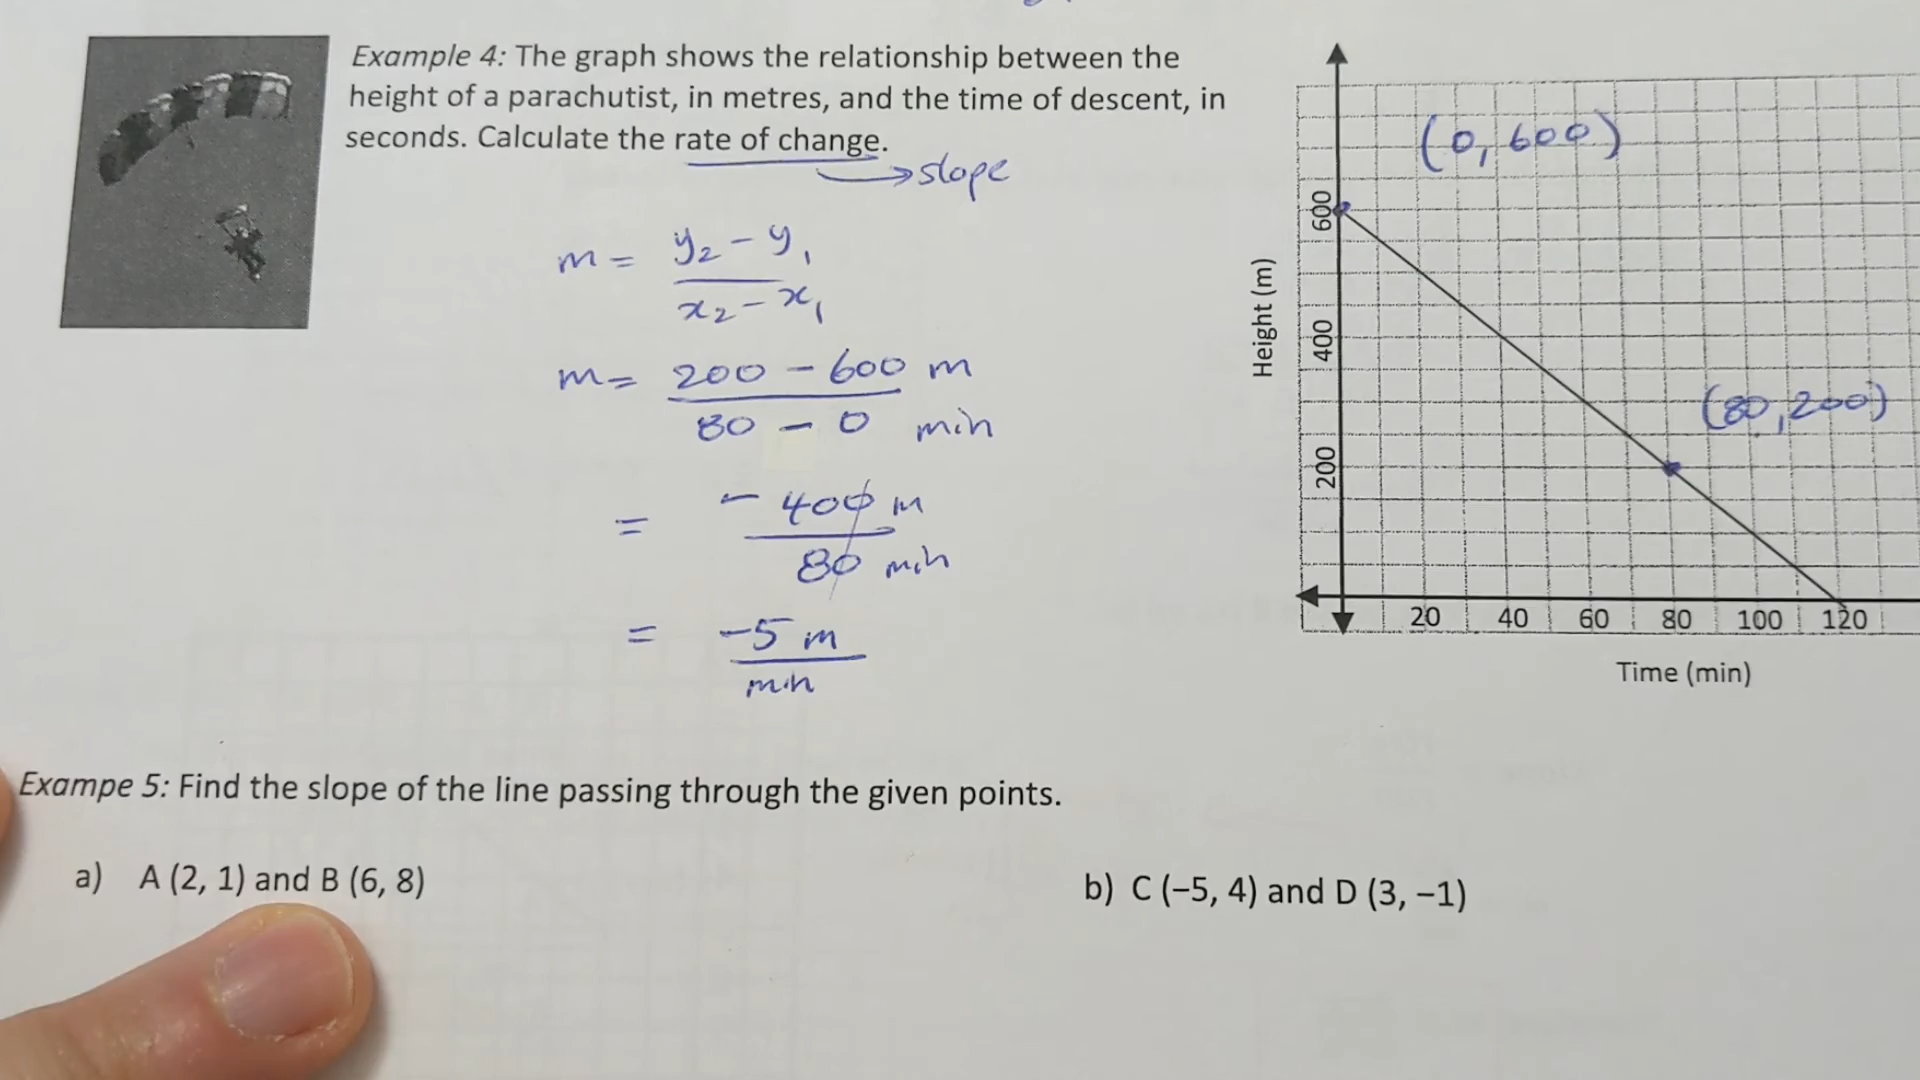 Example 4: The graph shows the relationship between the
height of a parachutist, in metres, and the time of descent, in
seconds. Calculate the rate of change.
→ slope
m = y₂ - y₁
x₂ - x₁
m = 200 - 600 m
80 - 0 min
= - 400 m
80 min
= -5 m
min
(0, 600)
(80, 200)
Height (m)
600
400
200
20 40 60 80 100 120
Time (min)
Exampe 5: Find the slope of the line passing through the given points.
a) A (2, 1) and B (6, 8)
b) C (−5, 4) and D (3, −1)